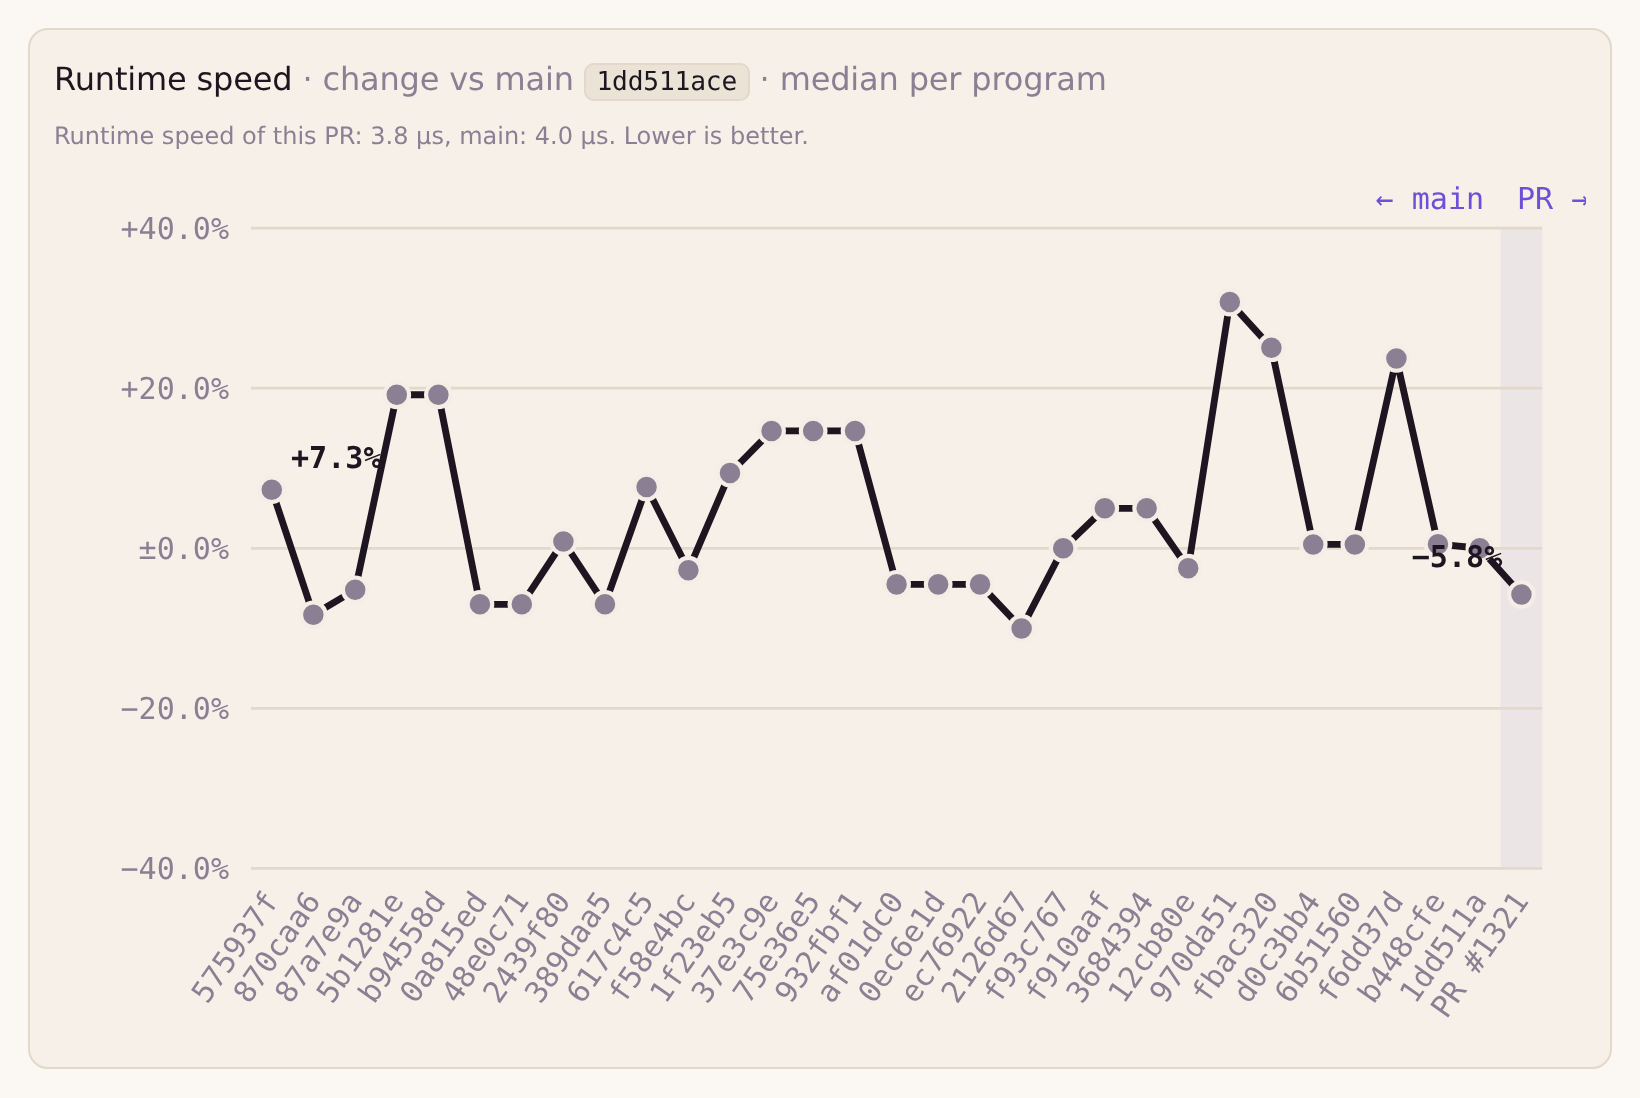 Runtime speed · change vs main 1dd511ace · median per program
Runtime speed of this PR: 3.8 µs, main: 4.0 µs. Lower is better.
← main PR →
+40.0%
+20.0%
+7.3%
±0.0%
−5.8%
−20.0%
−40.0%
575937f
870caa6
87a7e9a
5b1281e
b94558d
0a815ed
48e0c71
2439f80
389daa5
617c4c5
f58e4bc
1f23eb5
37e3c9e
75e36e5
932fbf1
af01dc0
0ec6e1d
ec76922
2126d67
f93c767
f910aaf
3684394
12cb80e
970da51
fbac320
d0c3bb4
6b51560
f6dd37d
b448cfe
1dd511a
PR #1321